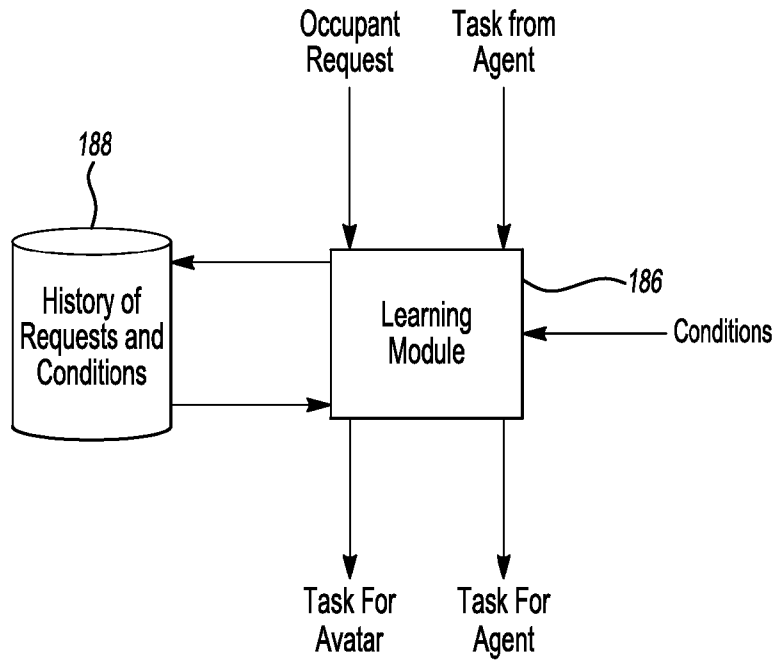 Occupant
Request
Task from
Agent
188
History of
Requests and
Conditions
Learning
Module
186
Conditions
Task For
Avatar
Task For
Agent